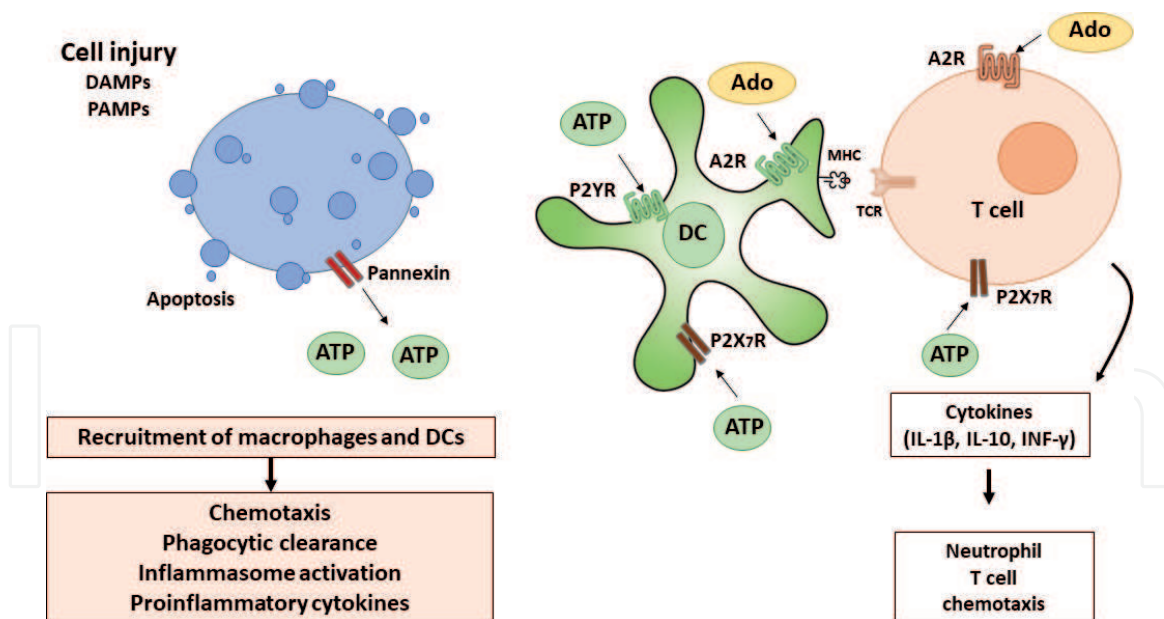 Cell injury
DAMPs
PAMPs
Pannexin
Apoptosis
ATP
ATP
Recruitment of macrophages and DCs
Chemotaxis
Phagocytic clearance
Inflammasome activation
Proinflammatory cytokines
ATP
Ado
A2R
P2YR
DC
MHC
TCR
P2X7R
ATP
A2R
Ado
T cell
P2X7R
ATP
Cytokines
(IL-1β, IL-10, INF-γ)
Neutrophil
T cell
chemotaxis